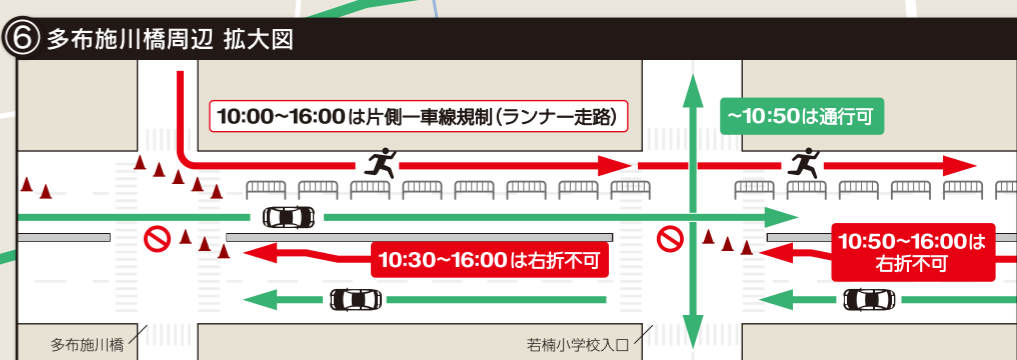 ⑥ 多布施川橋周辺 拡大図
10:00~16:00は片側一車線規制(ランナー走路)
~10:50は通行可
10:30~16:00は右折不可
10:50~16:00は
右折不可
多布施川橋
若楠小学校入口